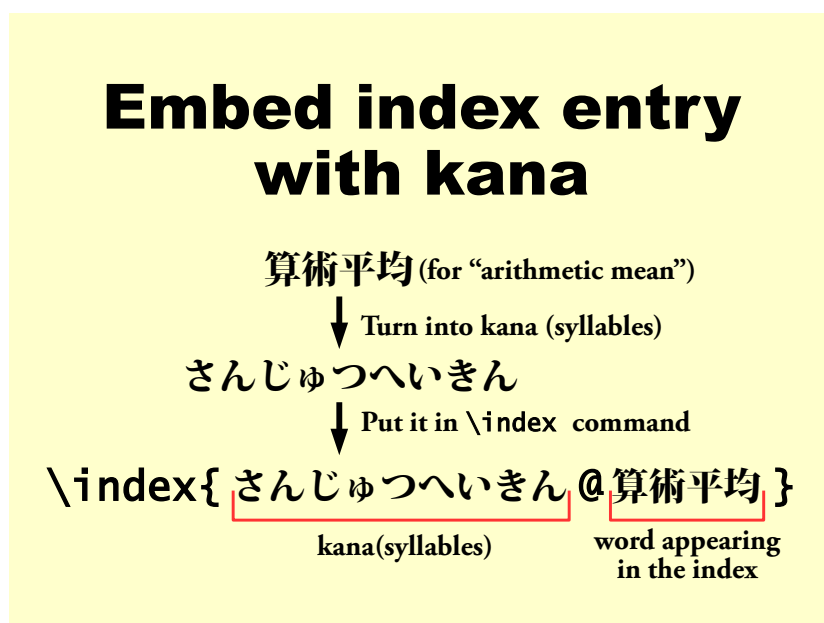 Embed index entry
with kana
算術平均 (for “arithmetic mean”)
Turn into kana (syllables)
さんじゅつへいきん
Put it in \index command
\index{さんじゅつへいきん@算術平均}
kana(syllables)
word appearing
in the index